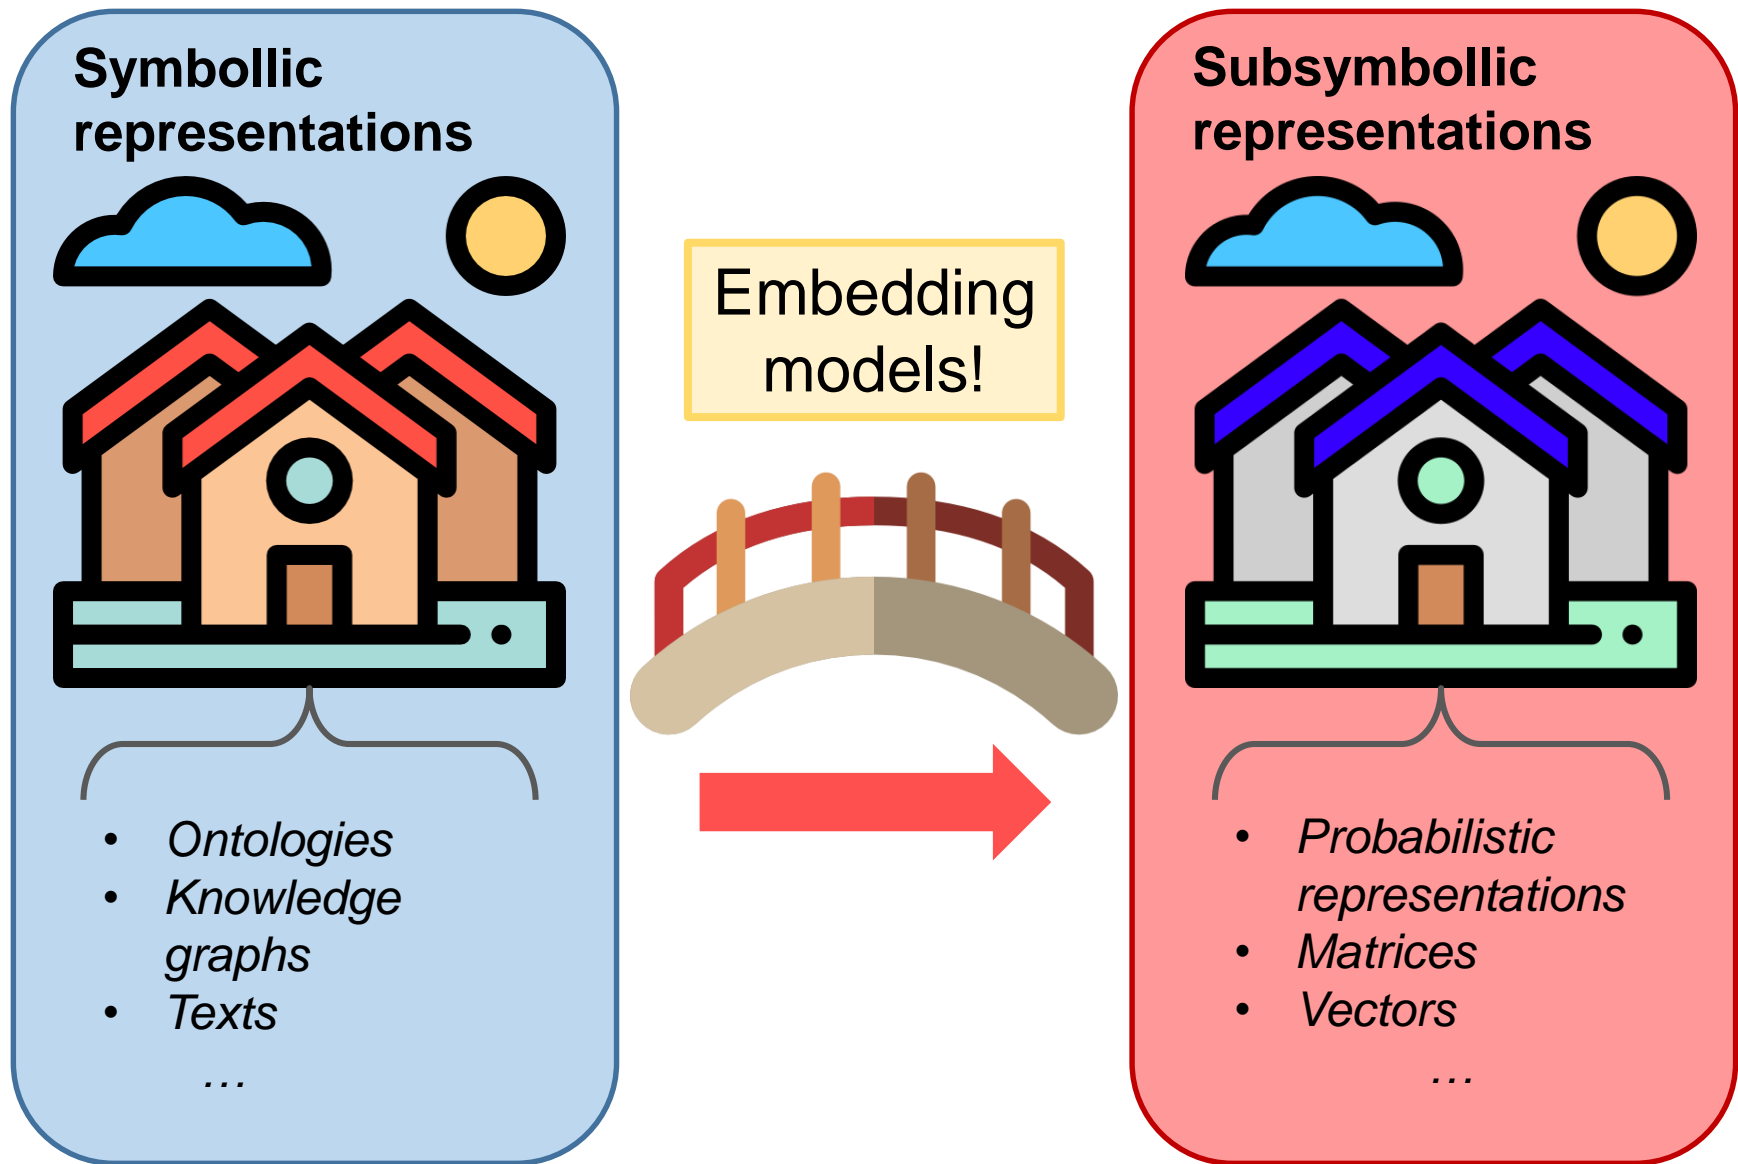 Symbollic
representations
• Ontologies
• Knowledge
graphs
• Texts
…
Embedding
models!
Subsymbollic
representations
• Probabilistic
representations
• Matrices
• Vectors
…